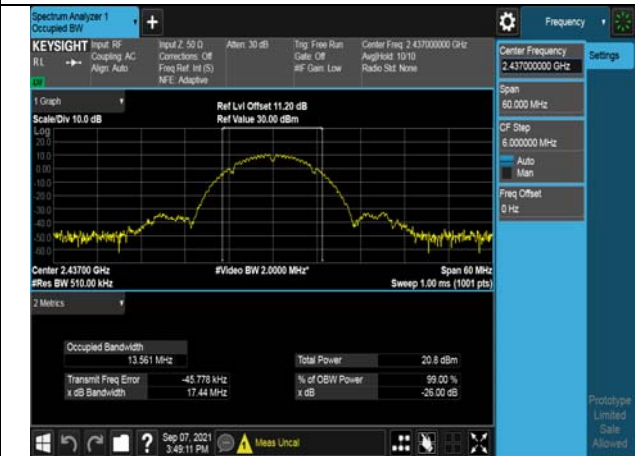 Spectrum Analyzer 1
Occupied BW
+
Frequency
KEYSIGHT Input: RF Input Z: 50 Ω Atten: 30 dB Trig: Free Run Center Freq: 2.437000000 GHz
RL Coupling: AC Corrections: Off Gate: Off Avg|Hold: 10/10
Align: Auto Freq Ref: Int (S) #IF Gain: Low Radio Std: None
NFE: Adaptive
Center Frequency
2.437000000 GHz
Settings
Span
60.000 MHz
CF Step
6.000000 MHz
Auto
Man
Freq Offset
0 Hz
1 Graph
Ref Lvl Offset 11.20 dB
Scale/Div 10.0 dB Ref Value 30.00 dBm
Log
20.0
10.0
0.00
-10.0
-20.0
-30.0
-40.0
-50.0
-60.0
Center 2.43700 GHz #Video BW 2.0000 MHz* Span 60 MHz
#Res BW 510.00 kHz Sweep 1.00 ms (1001 pts)
2 Metrics
Occupied Bandwidth
13.561 MHz Total Power 20.8 dBm
Transmit Freq Error -45.778 kHz % of OBW Power 99.00 %
x dB Bandwidth 17.44 MHz x dB -26.00 dB
Prototype
Limited
Sale
Allowed
Sep 07, 2021
3:49:11 PM
Meas Uncal